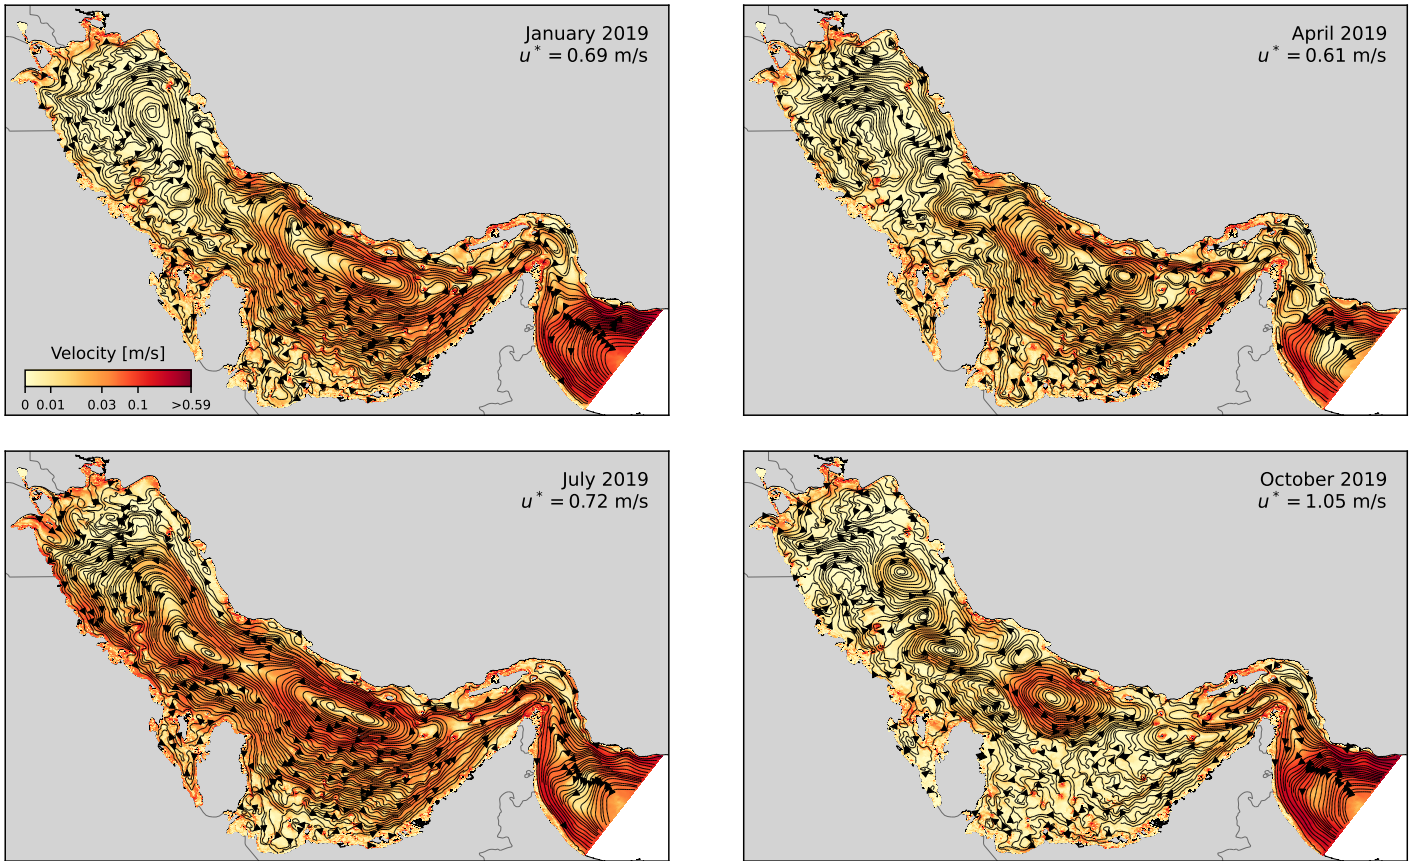 January 2019
u* = 0.69 m/s
Velocity [m/s]
0 0.01 0.03 0.1 >0.59
April 2019
u* = 0.61 m/s
July 2019
u* = 0.72 m/s
October 2019
u* = 1.05 m/s